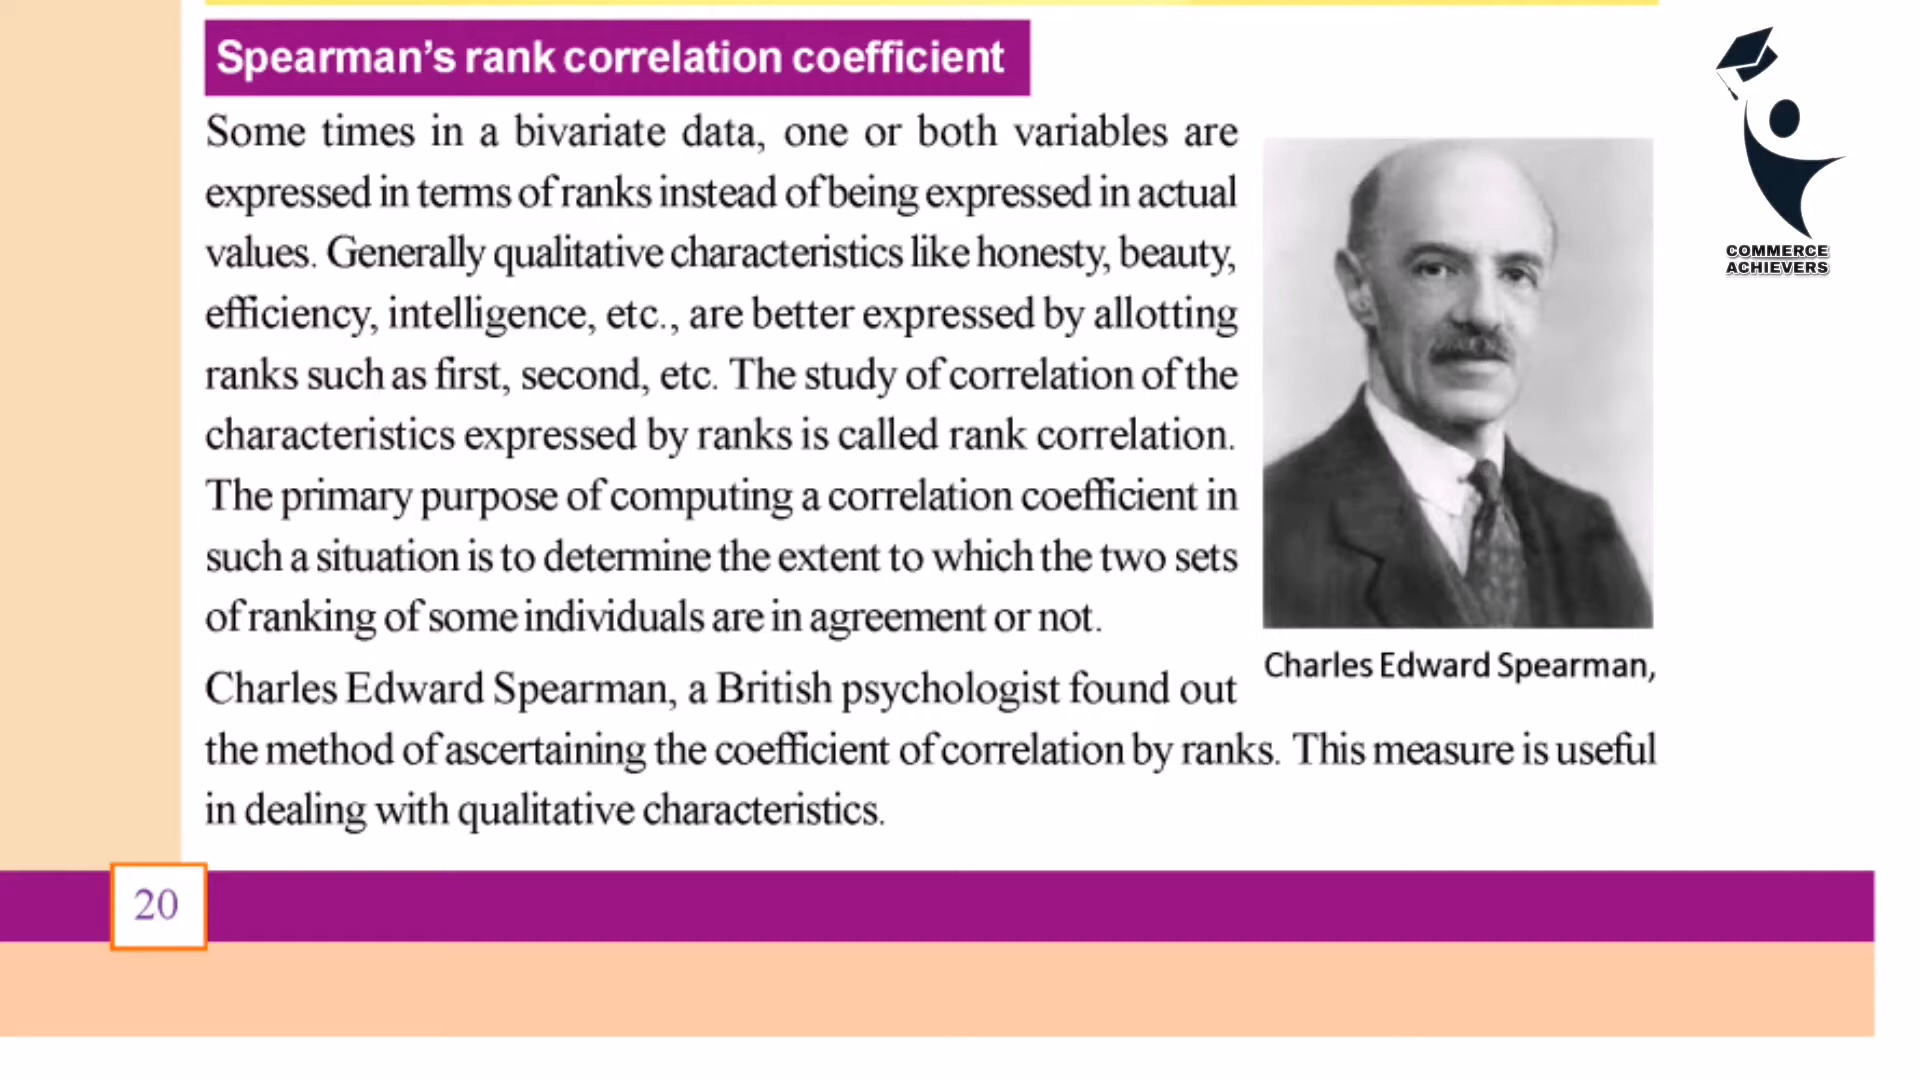 Spearman’s rank correlation coefficient
Some times in a bivariate data, one or both variables are
expressed in terms of ranks instead of being expressed in actual
values. Generally qualitative characteristics like honesty, beauty,
efficiency, intelligence, etc., are better expressed by allotting
ranks such as first, second, etc. The study of correlation of the
characteristics expressed by ranks is called rank correlation.
The primary purpose of computing a correlation coefficient in
such a situation is to determine the extent to which the two sets
of ranking of some individuals are in agreement or not.
Charles Edward Spearman, a British psychologist found out
the method of ascertaining the coefficient of correlation by ranks. This measure is useful
in dealing with qualitative characteristics.
Charles Edward Spearman,
COMMERCE
ACHIEVERS
20